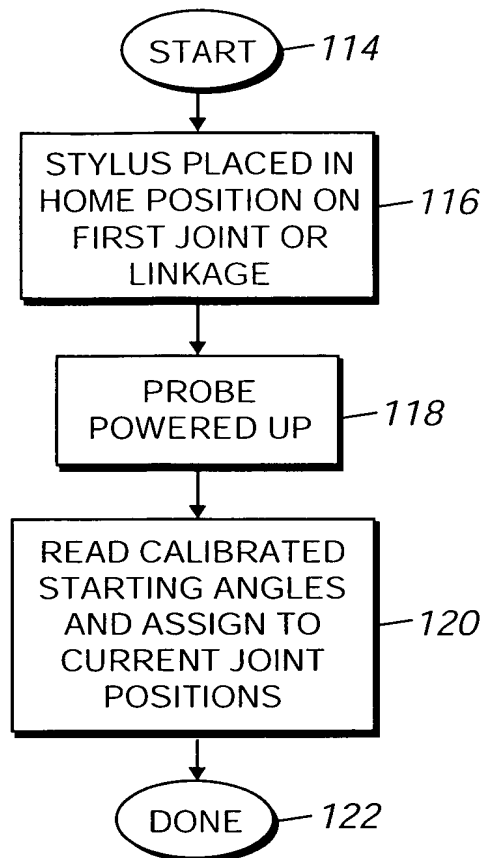 START 114
STYLUS PLACED IN
HOME POSITION ON
FIRST JOINT OR
LINKAGE
116
PROBE
POWERED UP
118
READ CALIBRATED
STARTING ANGLES
AND ASSIGN TO
CURRENT JOINT
POSITIONS
120
DONE 122